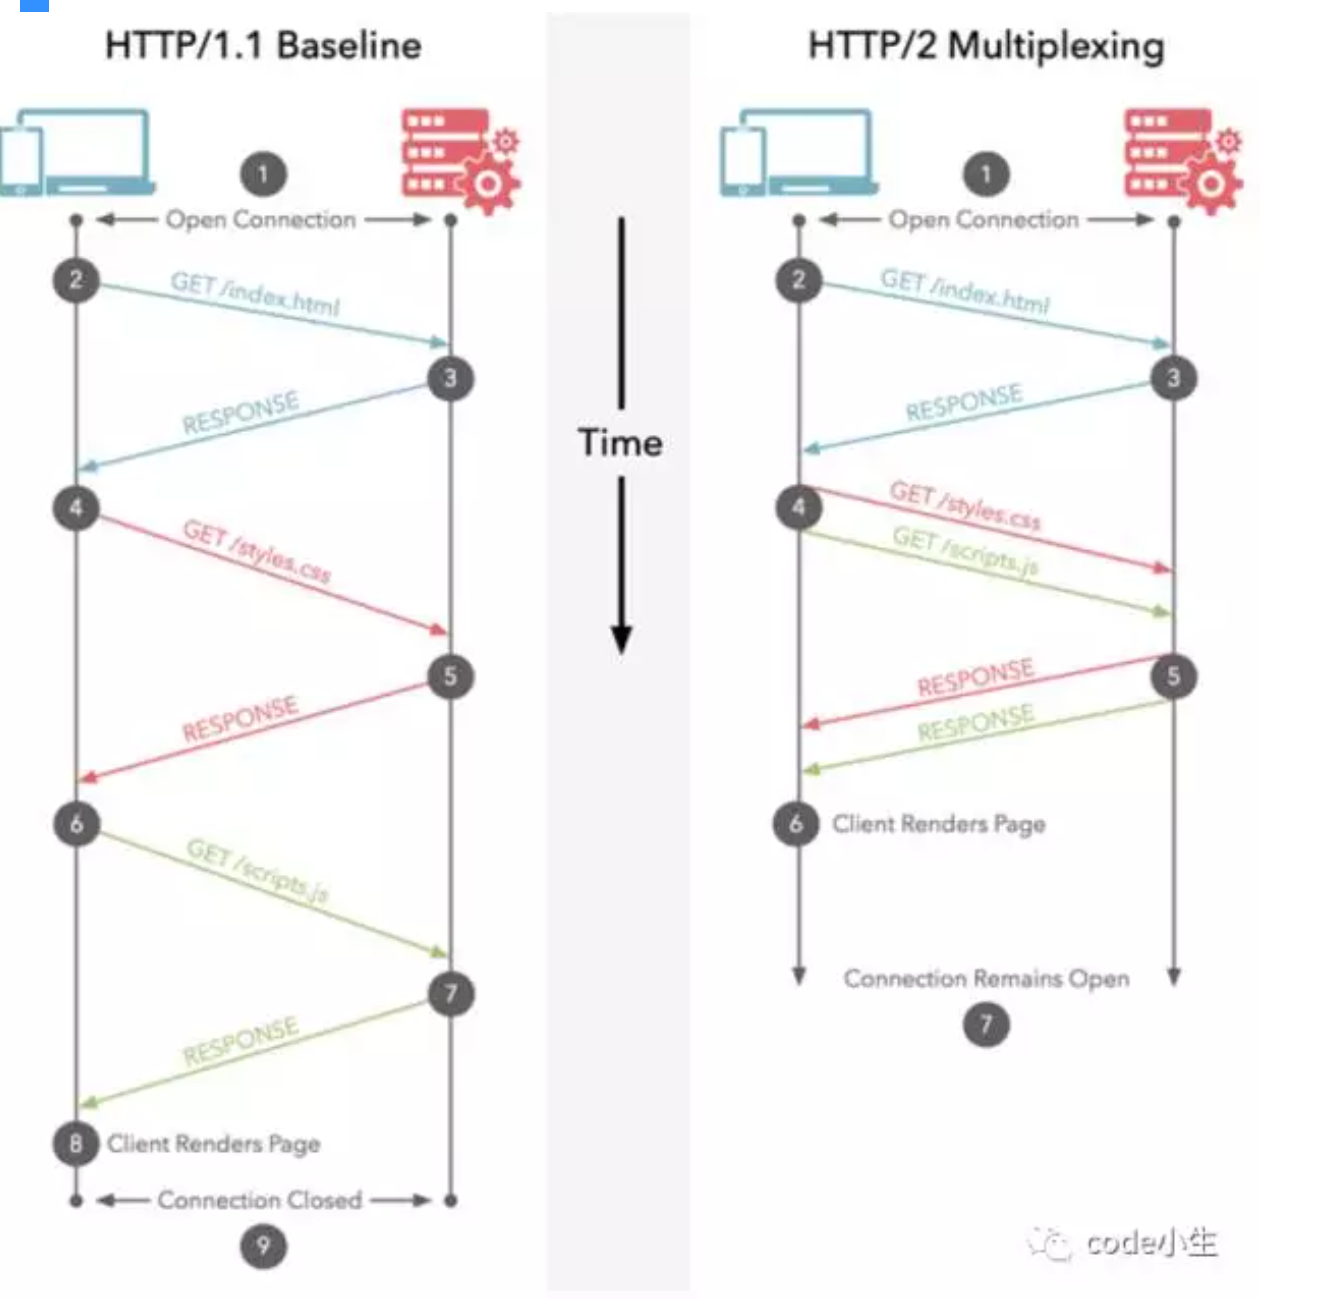 HTTP/1.1 Baseline
1
Open Connection
2
GET /index.html
3
RESPONSE
4
GET /styles.css
5
RESPONSE
6
GET /scripts.js
7
RESPONSE
8 Client Renders Page
Connection Closed
9
Time
HTTP/2 Multiplexing
1
Open Connection
2
GET /index.html
3
RESPONSE
4
GET /styles.css
GET /scripts.js
5
RESPONSE
RESPONSE
6 Client Renders Page
Connection Remains Open
7
code小生